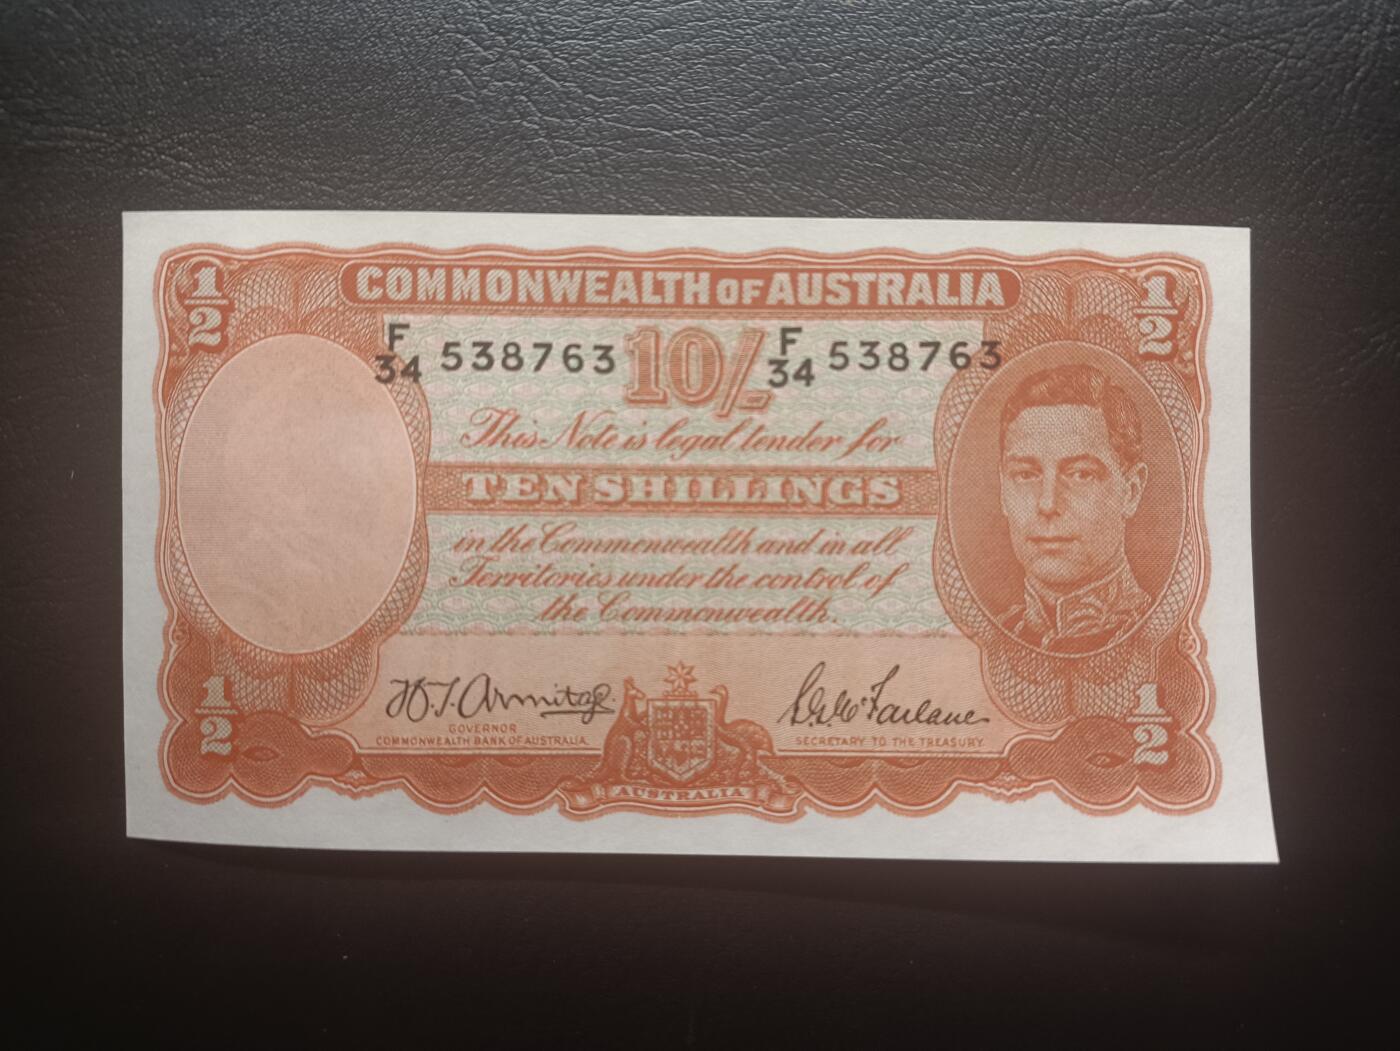 1/2 COMMONWEALTH OF AUSTRALIA 1/2
F/34 538763 10/- F/34 538763
This Note is legal tender for
TEN SHILLINGS
in the Commonwealth and in all
Territories under the control of
the Commonwealth.
H.T. Armitage S G McFarlane
GOVERNOR
COMMONWEALTH BANK OF AUSTRALIA. SECRETARY TO THE TREASURY.
1/2 AUSTRALIA 1/2